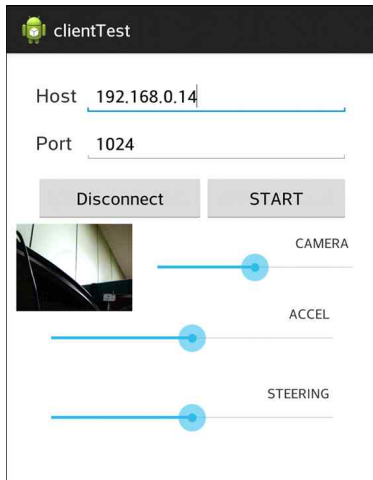 clientTest
Host 192.168.0.14
Port 1024
Disconnect START
CAMERA
ACCEL
STEERING